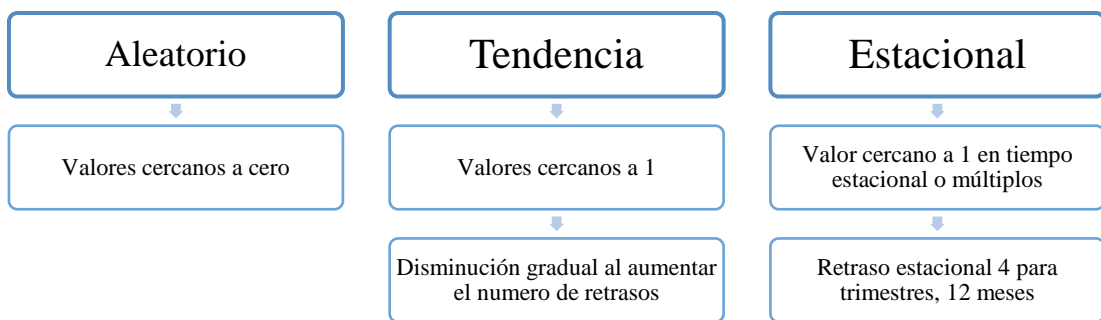 Aleatorio
Valores cercanos a cero
Tendencia
Valores cercanos a 1
Disminución gradual al aumentar
el numero de retrasos
Estacional
Valor cercano a 1 en tiempo
estacional o múltiplos
Retraso estacional 4 para
trimestres, 12 meses